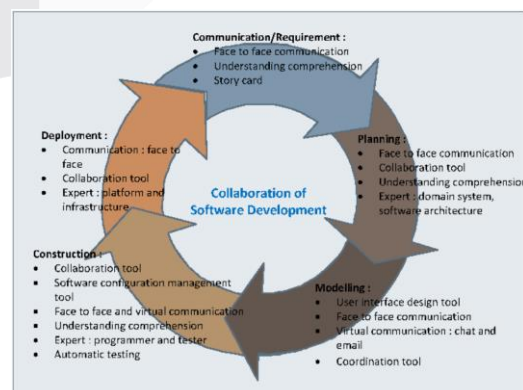 Communication/Requirement :
• Face to face communication
• Understanding comprehension
• Story card
Planning :
• Face to face communication
• Collaboration tool
• Understanding comprehension
• Expert : domain system,
software architecture
Modelling :
• User interface design tool
• Face to face communication
• Virtual communication : chat and
email
• Coordination tool
Construction :
• Collaboration tool
• Software configuration management
tool
• Face to face and virtual communication
• Understanding comprehension
• Expert : programmer and tester
• Automatic testing
Deployment :
• Communication : face to
face
• Collaboration tool
• Expert : platform and
infrastructure
Collaboration of
Software Development